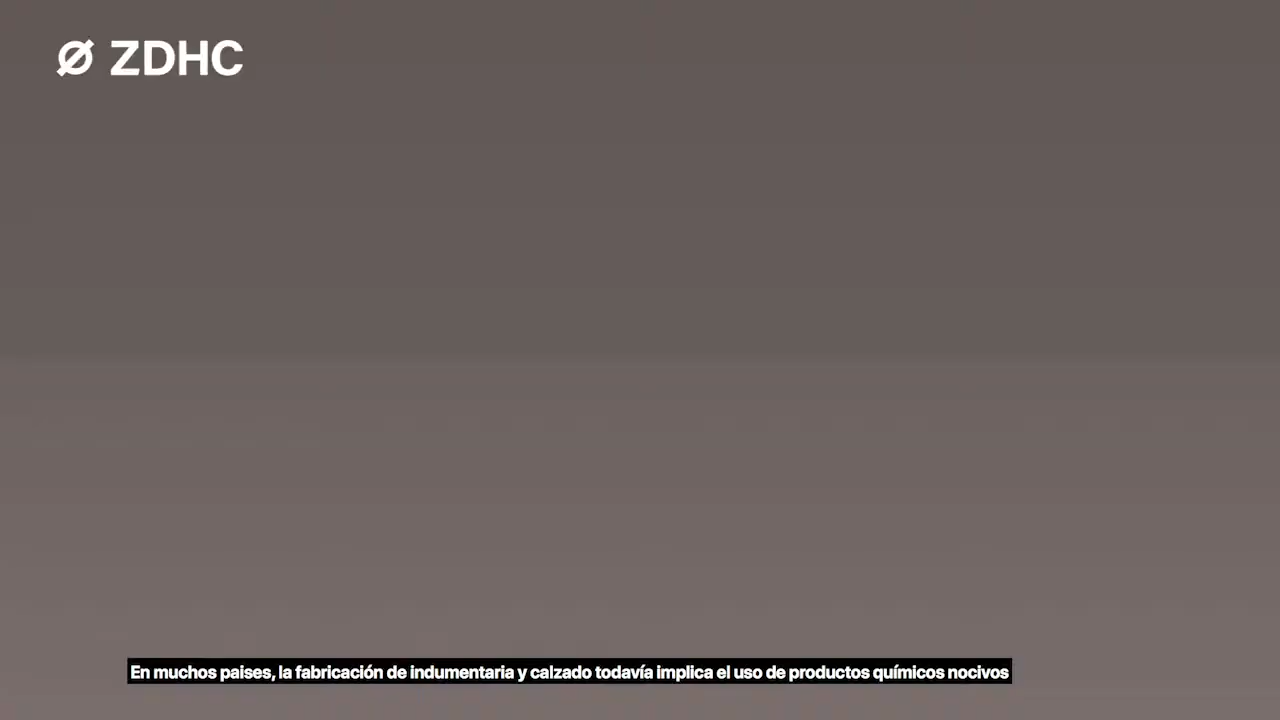 Ø ZDHC
En muchos paises, la fabricación de indumentaria y calzado todavía implica el uso de productos químicos nocivos